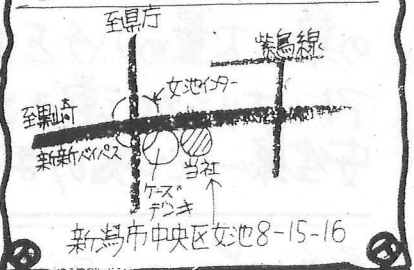 至県庁
紫鳥線
女池インター
至黒崎
新新バイパス
当社
ケーズ
デンキ
新潟市中央区女池8-15-16